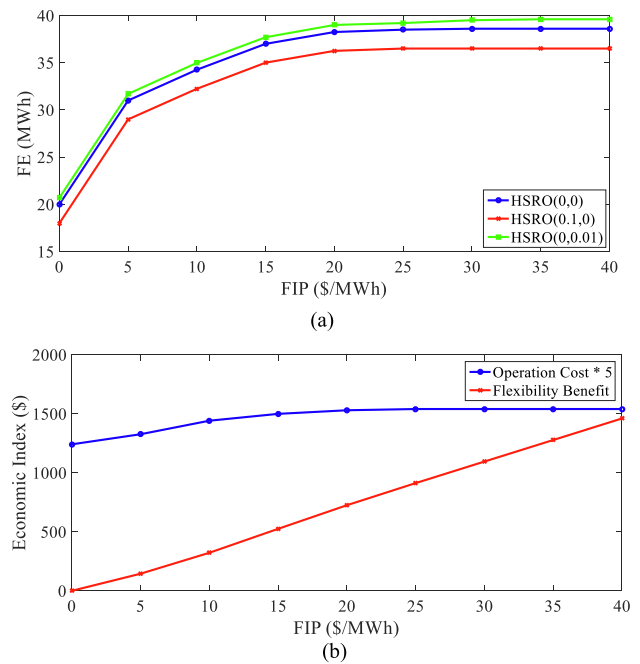 40
35
30
25
20
15
FE (MWh)
HSRO(0,0)
HSRO(0.1,0)
HSRO(0,0.01)
0 5 10 15 20 25 30 35 40
FIP ($/MWh)
(a)
2000
1500
1000
500
0
Economic Index ($)
Operation Cost * 5
Flexibility Benefit
0 5 10 15 20 25 30 35 40
FIP ($/MWh)
(b)